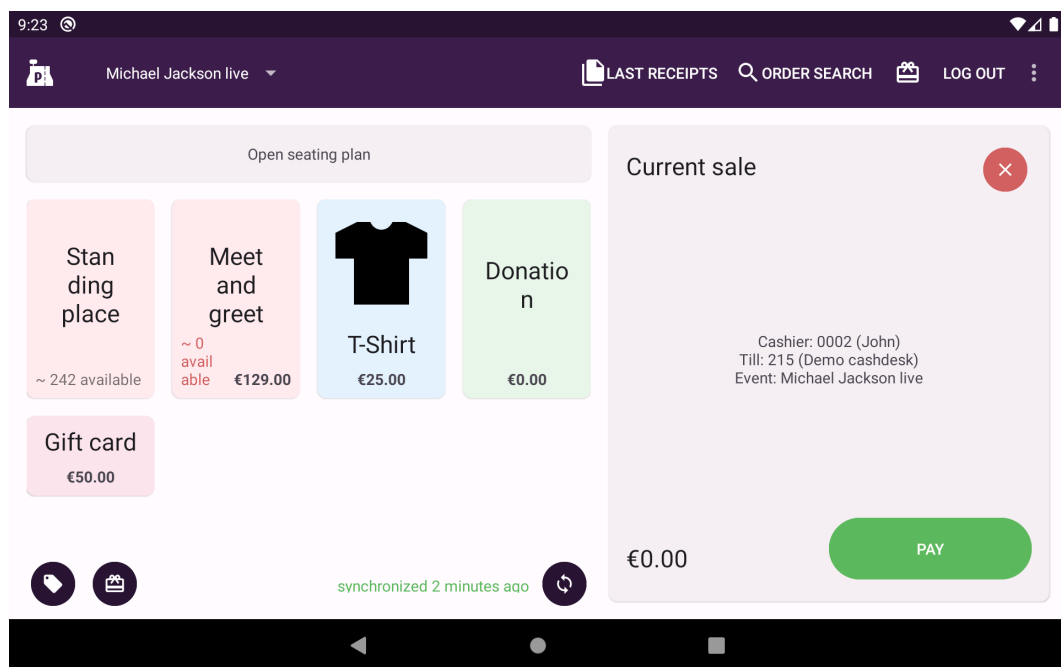 9:23
Michael Jackson live
LAST RECEIPTS
ORDER SEARCH
LOG OUT
Open seating plan
Stan
ding
place
~ 242 available
Meet
and
greet
~ 0
avail
able
€129.00
T-Shirt
€25.00
Donatio
n
€0.00
Gift card
€50.00
synchronized 2 minutes ago
Current sale
Cashier: 0002 (John)
Till: 215 (Demo cashdesk)
Event: Michael Jackson live
€0.00
PAY